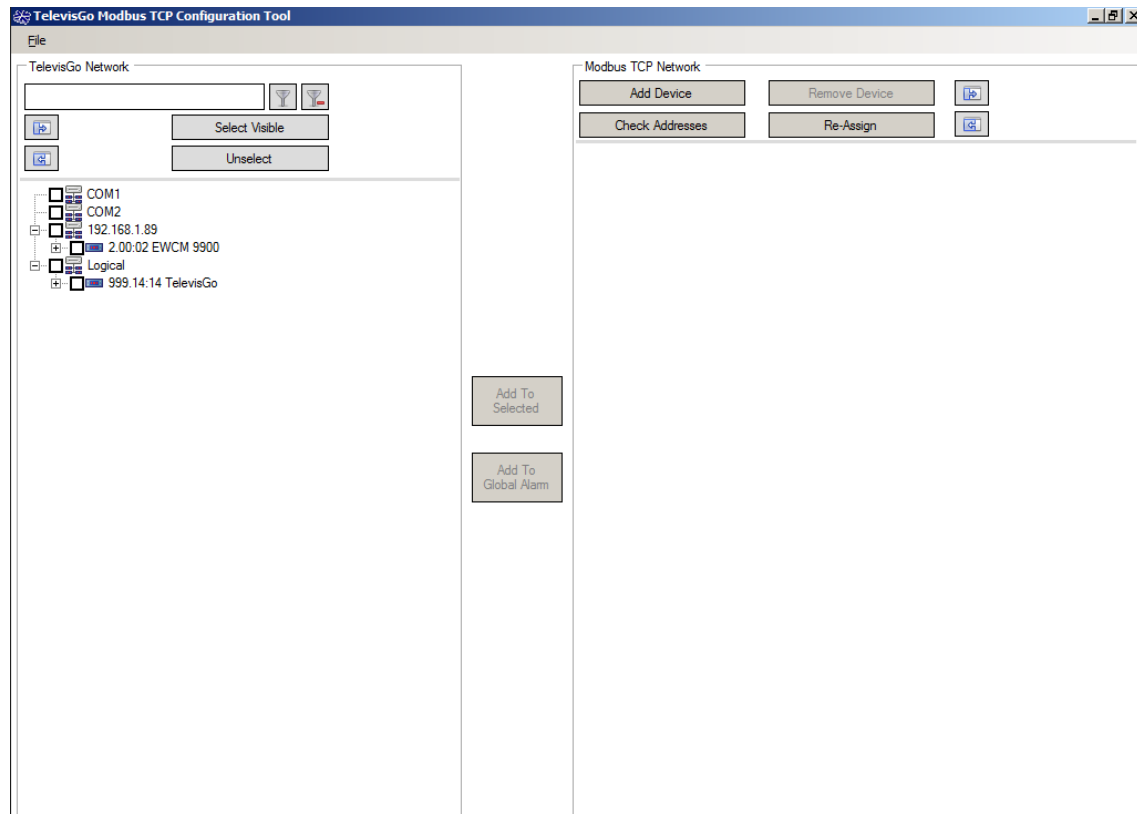 TelevisGo Modbus TCP Configuration Tool
File
TelevisGo Network
Select Visible
Unselect
COM1
COM2
192.168.1.89
2.00:02 EWCM 9900
Logical
999.14:14 TelevisGo
Add To
Selected
Add To
Global Alarm
Modbus TCP Network
Add Device
Remove Device
Check Addresses
Re-Assign